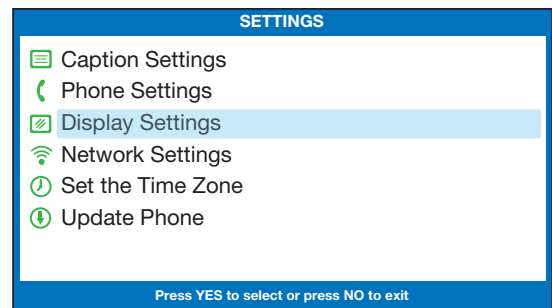 SETTINGS
Caption Settings
Phone Settings
Display Settings
Network Settings
Set the Time Zone
Update Phone
Press YES to select or press NO to exit